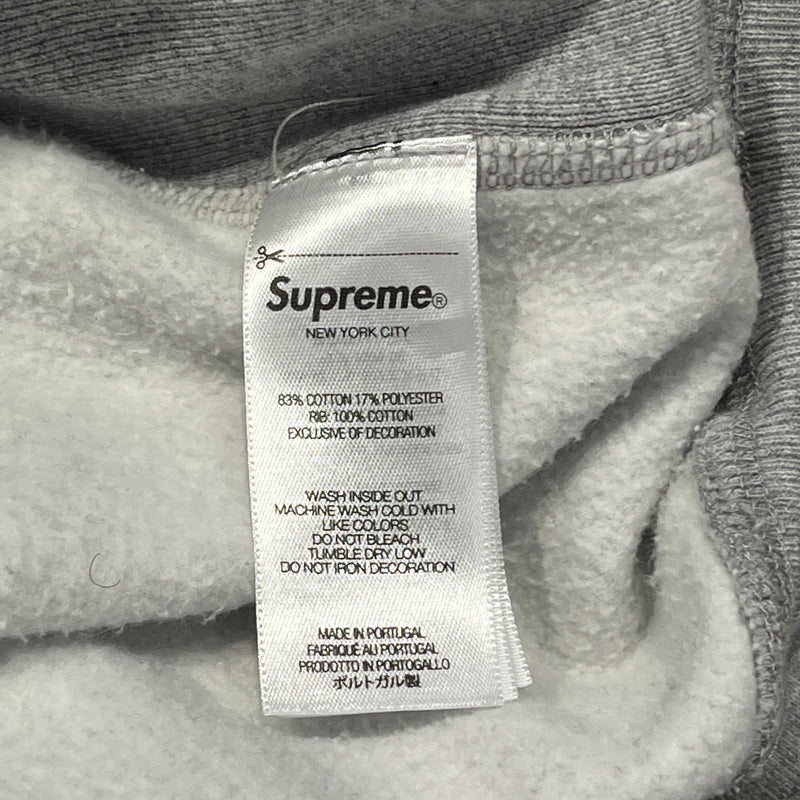 Supreme®
NEW YORK CITY
83% COTTON 17% POLYESTER
RIB: 100% COTTON
EXCLUSIVE OF DECORATION
WASH INSIDE OUT
MACHINE WASH COLD WITH
LIKE COLORS
DO NOT BLEACH
TUMBLE DRY LOW
DO NOT IRON DECORATION
MADE IN PORTUGAL
FABRIQUÉ AU PORTUGAL
PRODOTTO IN PORTOGALLO
ポルトガル製